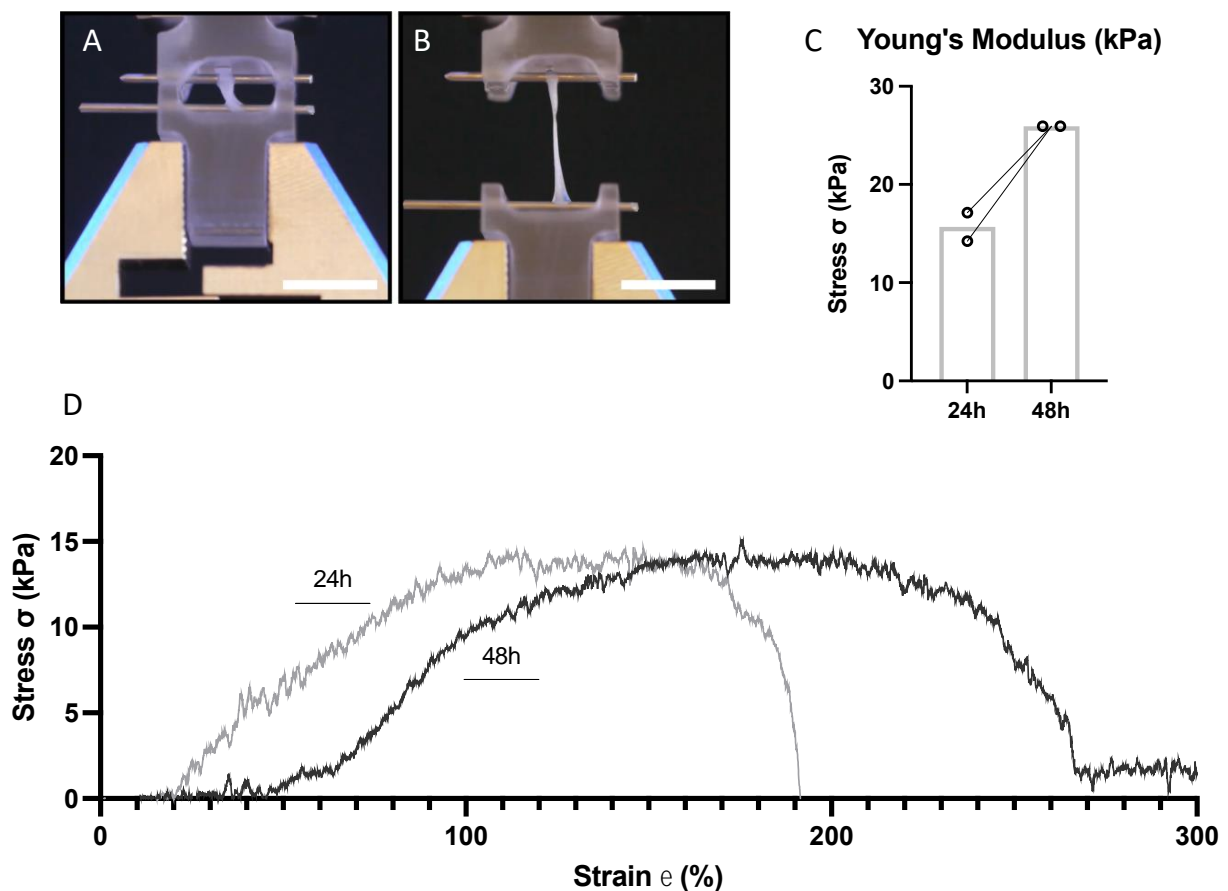 A
B
C
Young's Modulus (kPa)
30
20
10
0
Stress σ (kPa)
24h
48h
D
20
15
10
5
0
Stress σ (kPa)
24h
48h
0
100
200
300
Strain e (%)